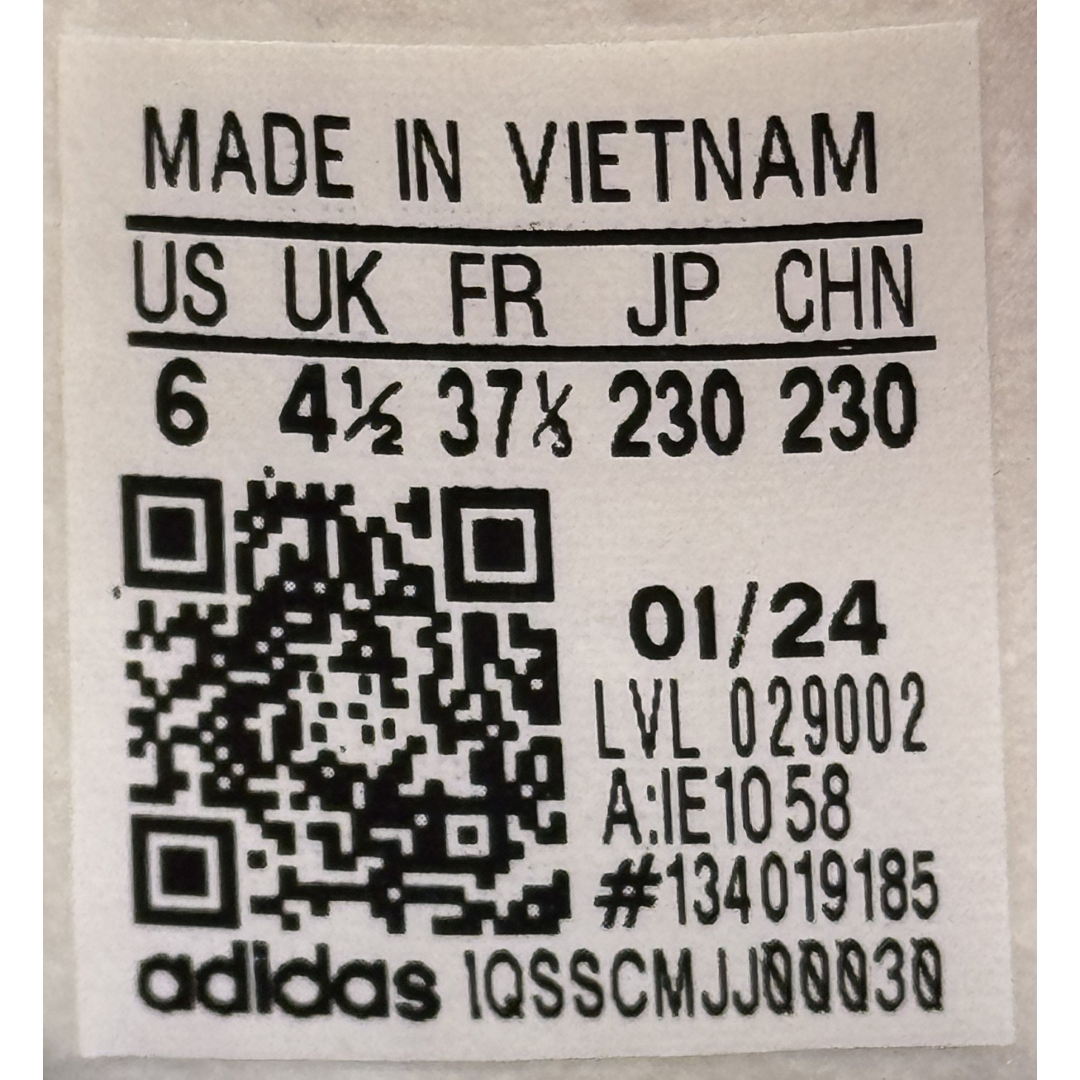 MADE IN VIETNAM
US UK FR JP CHN
6 4½ 37⅓ 230 230
01/24
LVL 029002
A:IE1058
#134019185
adidas 1QSSCMJJ00030